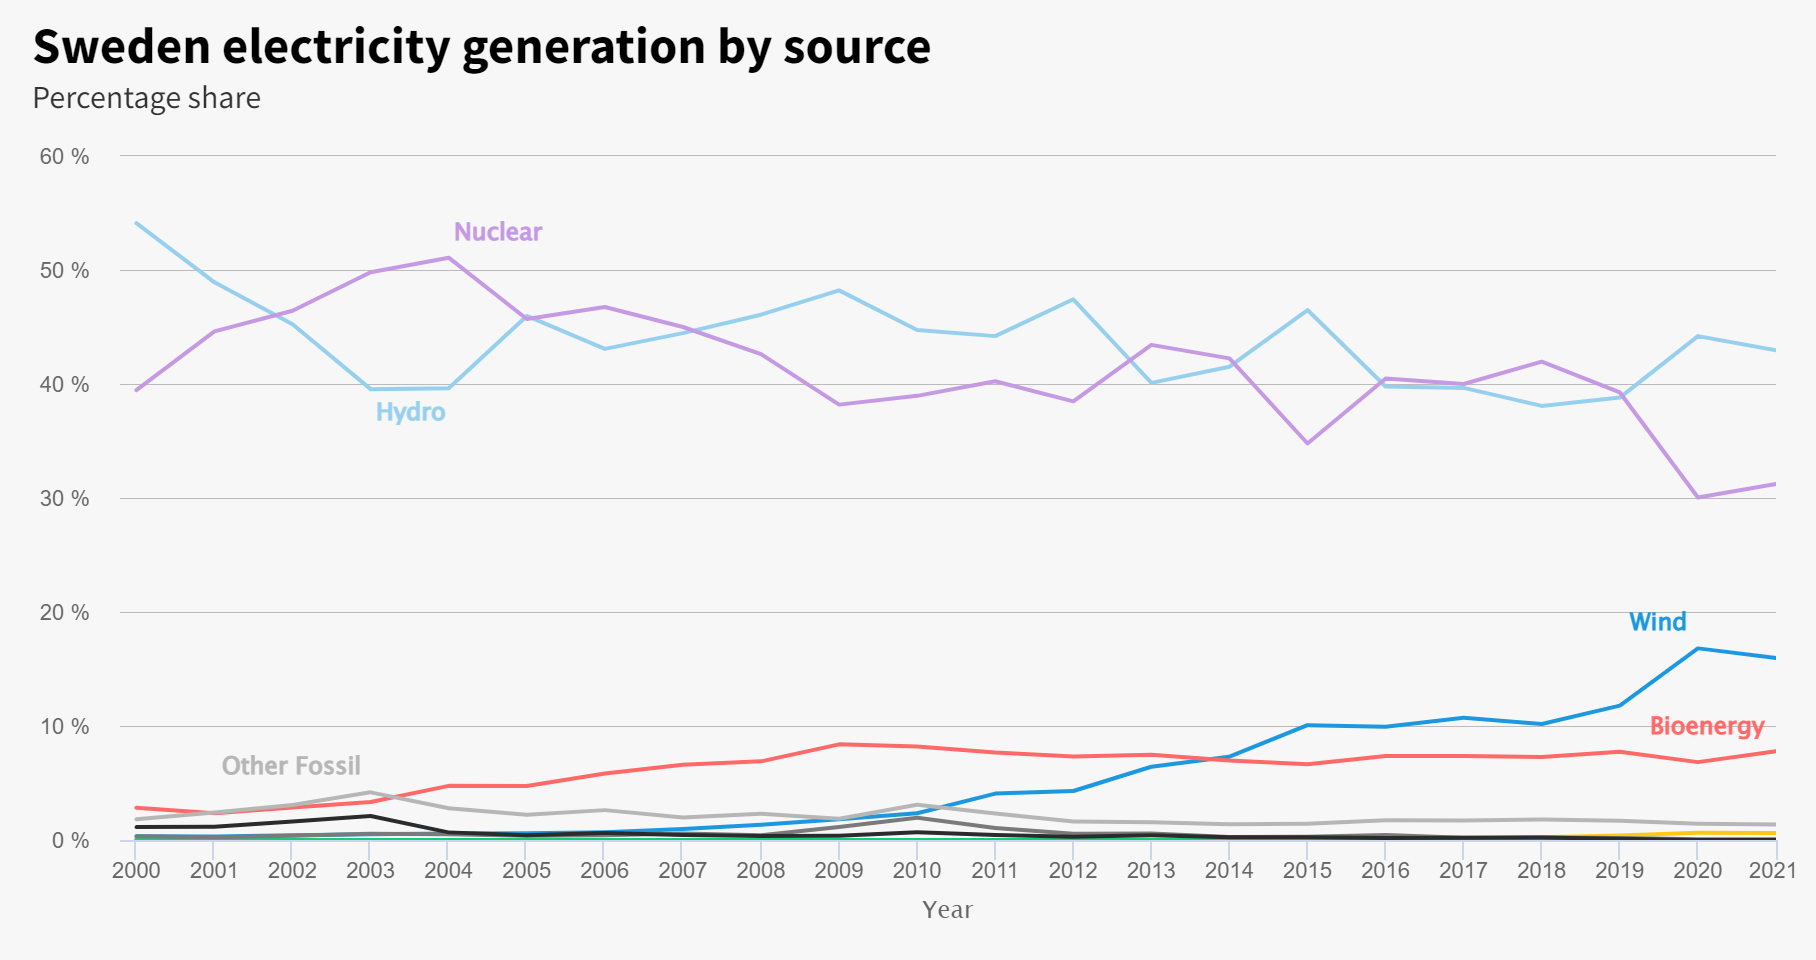 Sweden electricity generation by source
Percentage share
60 %
Nuclear
50 %
40 %
Hydro
30 %
20 %
Wind
10 %
Bioenergy
Other Fossil
0 %
2000 2001 2002 2003 2004 2005 2006 2007 2008 2009 2010 2011 2012 2013 2014 2015 2016 2017 2018 2019 2020 2021
Year